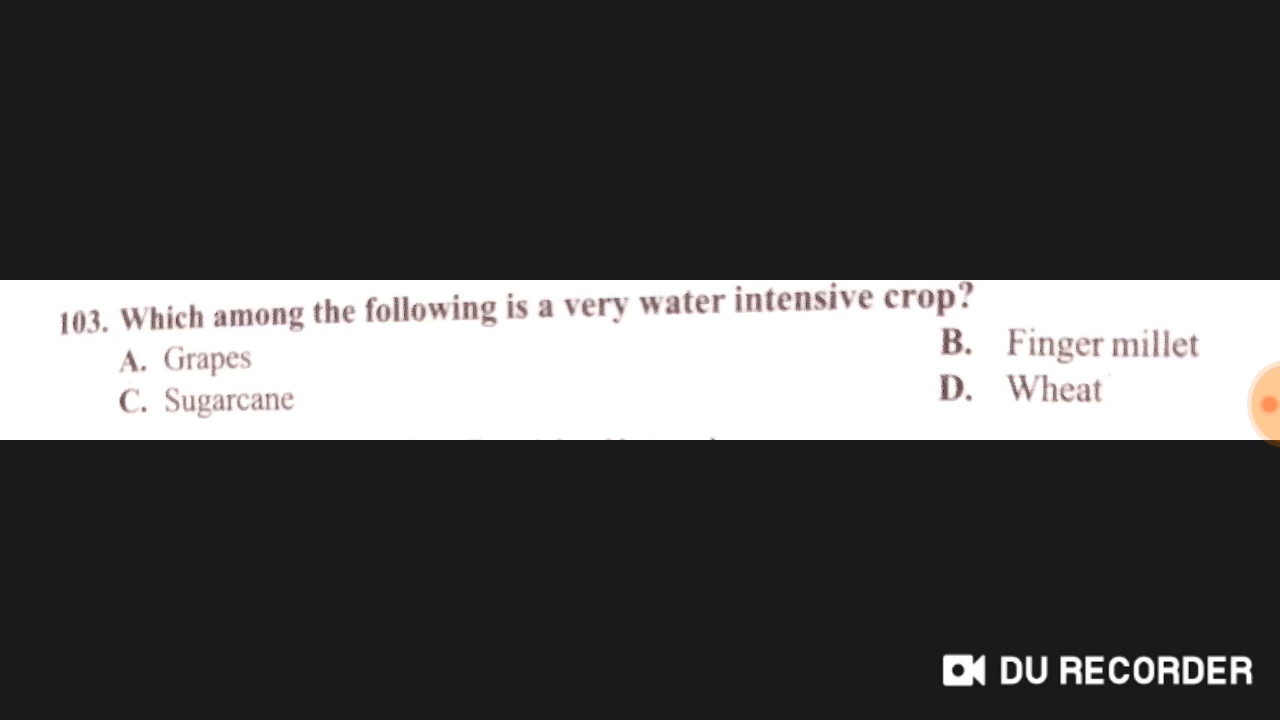 103. Which among the following is a very water intensive crop?
A. Grapes
B. Finger millet
C. Sugarcane
D. Wheat
DU RECORDER